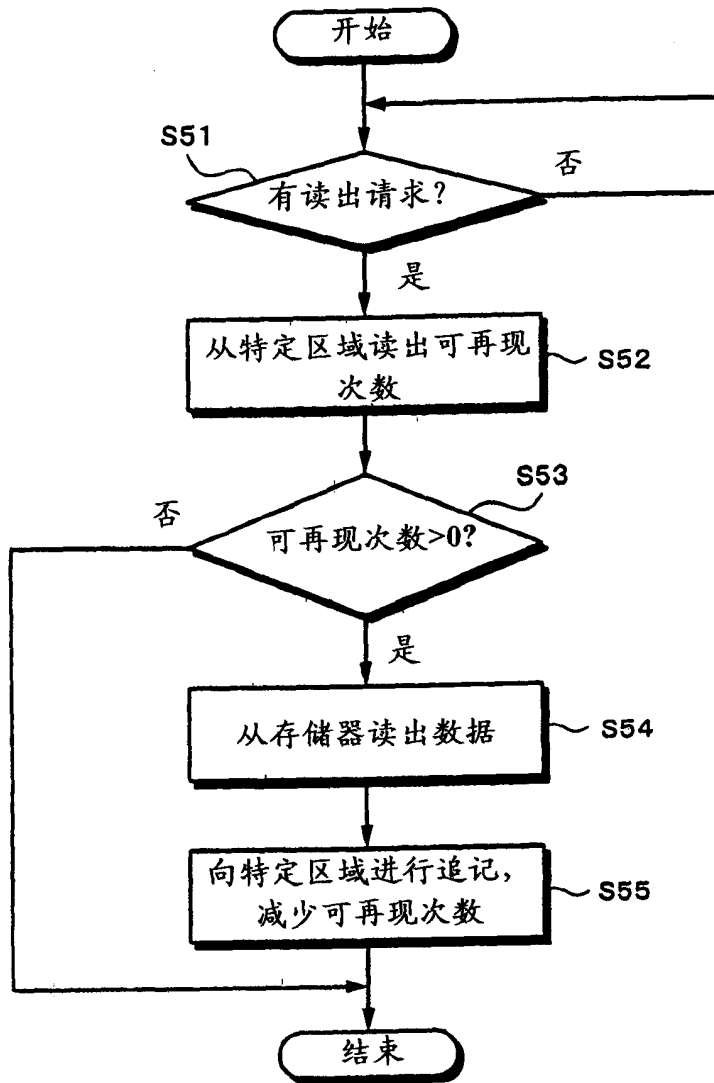 开始
S51
有读出请求?
否
是
从特定区域读出可再现
次数
S52
S53
否
可再现次数>0?
是
从存储器读出数据
S54
向特定区域进行追记,
减少可再现次数
S55
结束